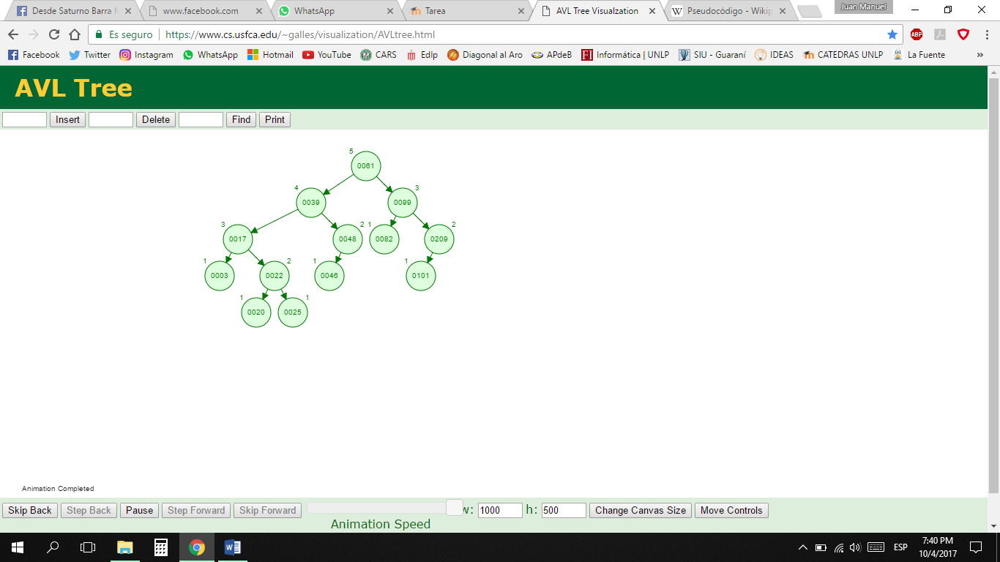 Juan Manuel
Desde Saturno Barra M www.facebook.com WhatsApp Tarea AVL Tree Visualzation Pseudocódigo - Wikip
Es seguro https://www.cs.usfca.edu/~galles/visualization/AVLtree.html ABP
Facebook Twitter Instagram WhatsApp Hotmail YouTube CARS EdIp Diagonal al Aro APdeB Informática | UNLP SIU - Guaraní IDEAS CATEDRAS UNLP La Fuente »
AVL Tree
Insert Delete Find Print
5
0061
4 3
0039 0099
3 2 1 2
0017 0048 0082 0209
1 2 1 1
0003 0022 0046 0101
1 1
0020 0025
Animation Completed
Skip Back Step Back Pause Step Forward Skip Forward w: 1000 h: 500 Change Canvas Size Move Controls
Animation Speed
ESP 7:40 PM
10/4/2017